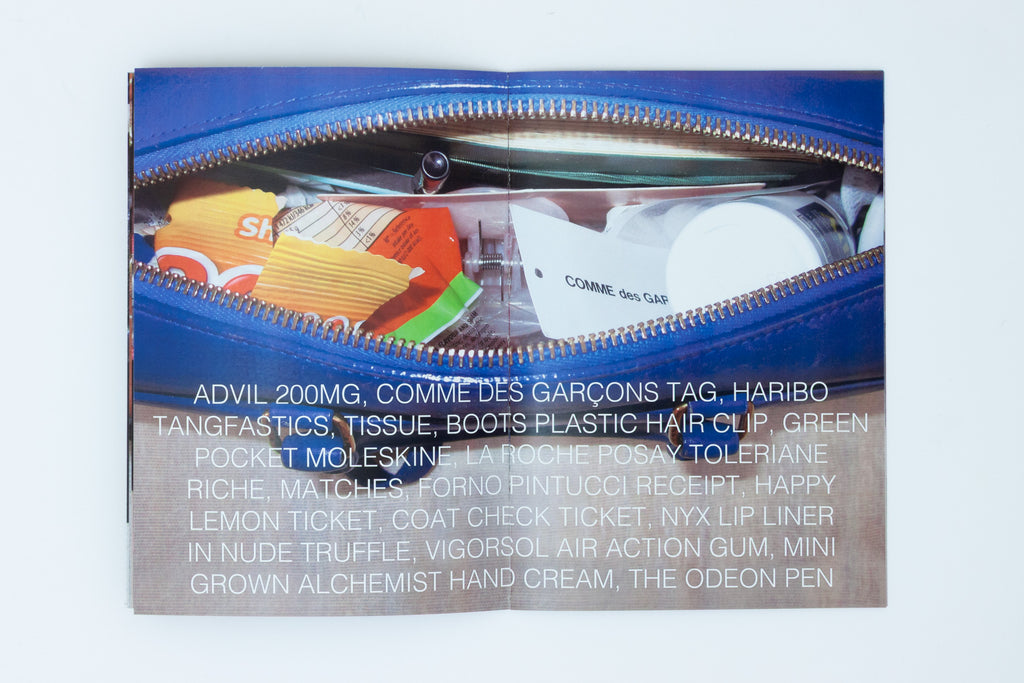 Sh
COMME des GAR
ADVIL 200MG, COMME DES GARÇONS TAG, HARIBO
TANGFASTICS, TISSUE, BOOTS PLASTIC HAIR CLIP, GREEN
POCKET MOLESKINE, LA ROCHE POSAY TOLERIANE
RICHE, MATCHES, FORNO PINTUCCI RECEIPT, HAPPY
LEMON TICKET, COAT CHECK TICKET, NYX LIP LINER
IN NUDE TRUFFLE, VIGORSOL AIR ACTION GUM, MINI
GROWN ALCHEMIST HAND CREAM, THE ODEON PEN